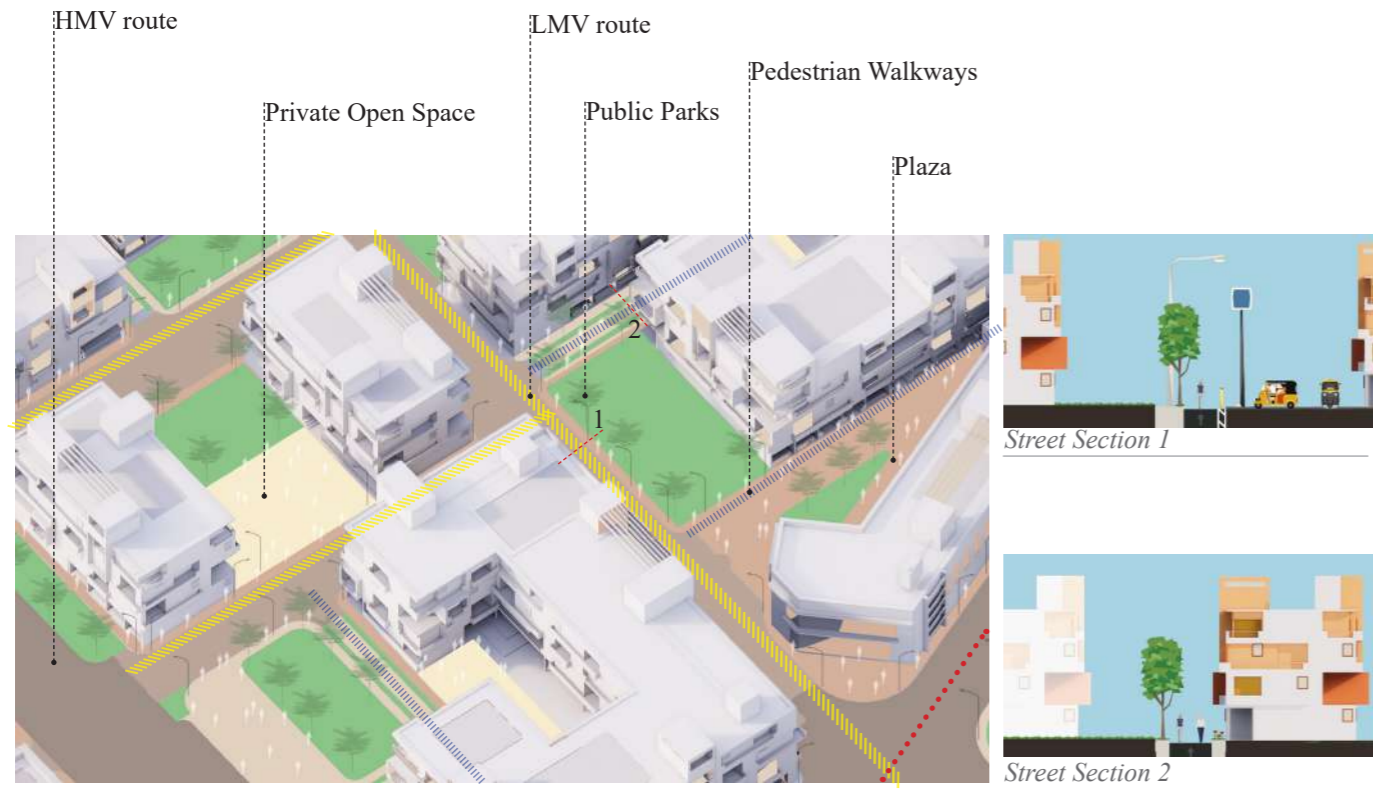 HMV route
LMV route
Pedestrian Walkways
Private Open Space
Public Parks
Plaza
2
1
Street Section 1
Street Section 2